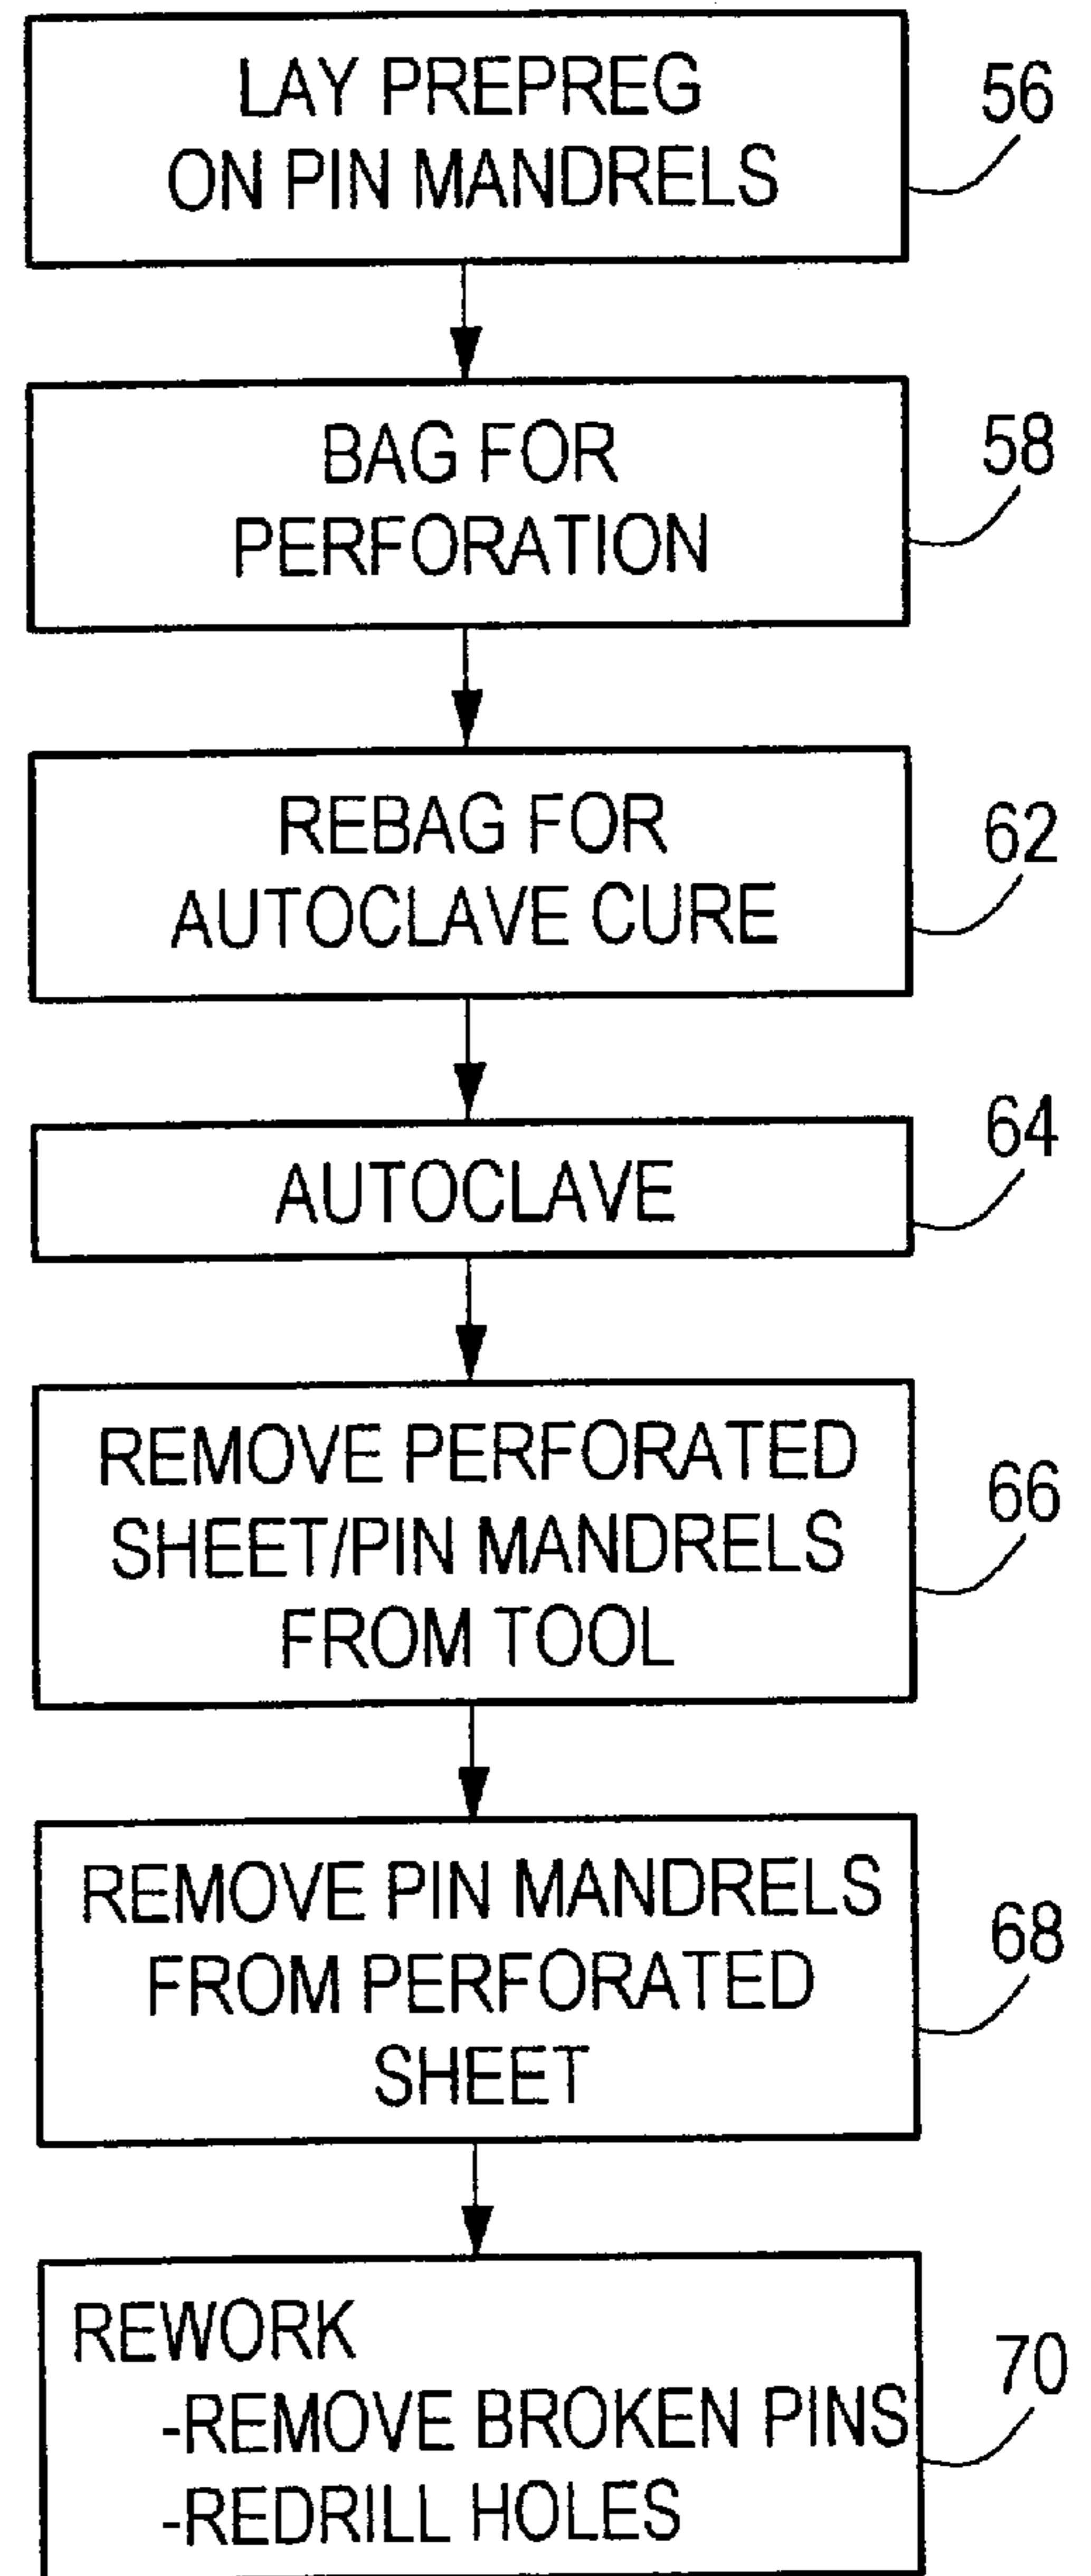 LAY PREPREG
ON PIN MANDRELS
56
BAG FOR
PERFORATION
58
REBAG FOR
AUTOCLAVE CURE
62
AUTOCLAVE
64
REMOVE PERFORATED
SHEET/PIN MANDRELS
FROM TOOL
66
REMOVE PIN MANDRELS
FROM PERFORATED
SHEET
68
REWORK
-REMOVE BROKEN PINS
-REDRILL HOLES
70